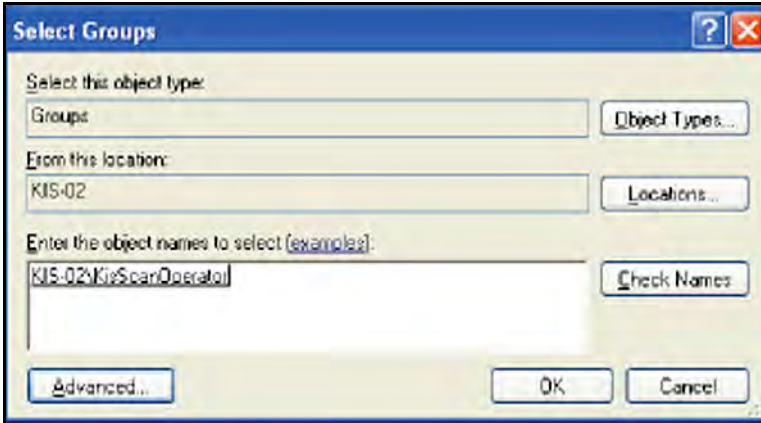 Select Groups
Select this object type:
Groups
Object Types...
From this location:
KIS-02
Locations...
Enter the object names to select (examples):
KIS-02\KisScanOperator
Check Names
Advanced...
OK
Cancel